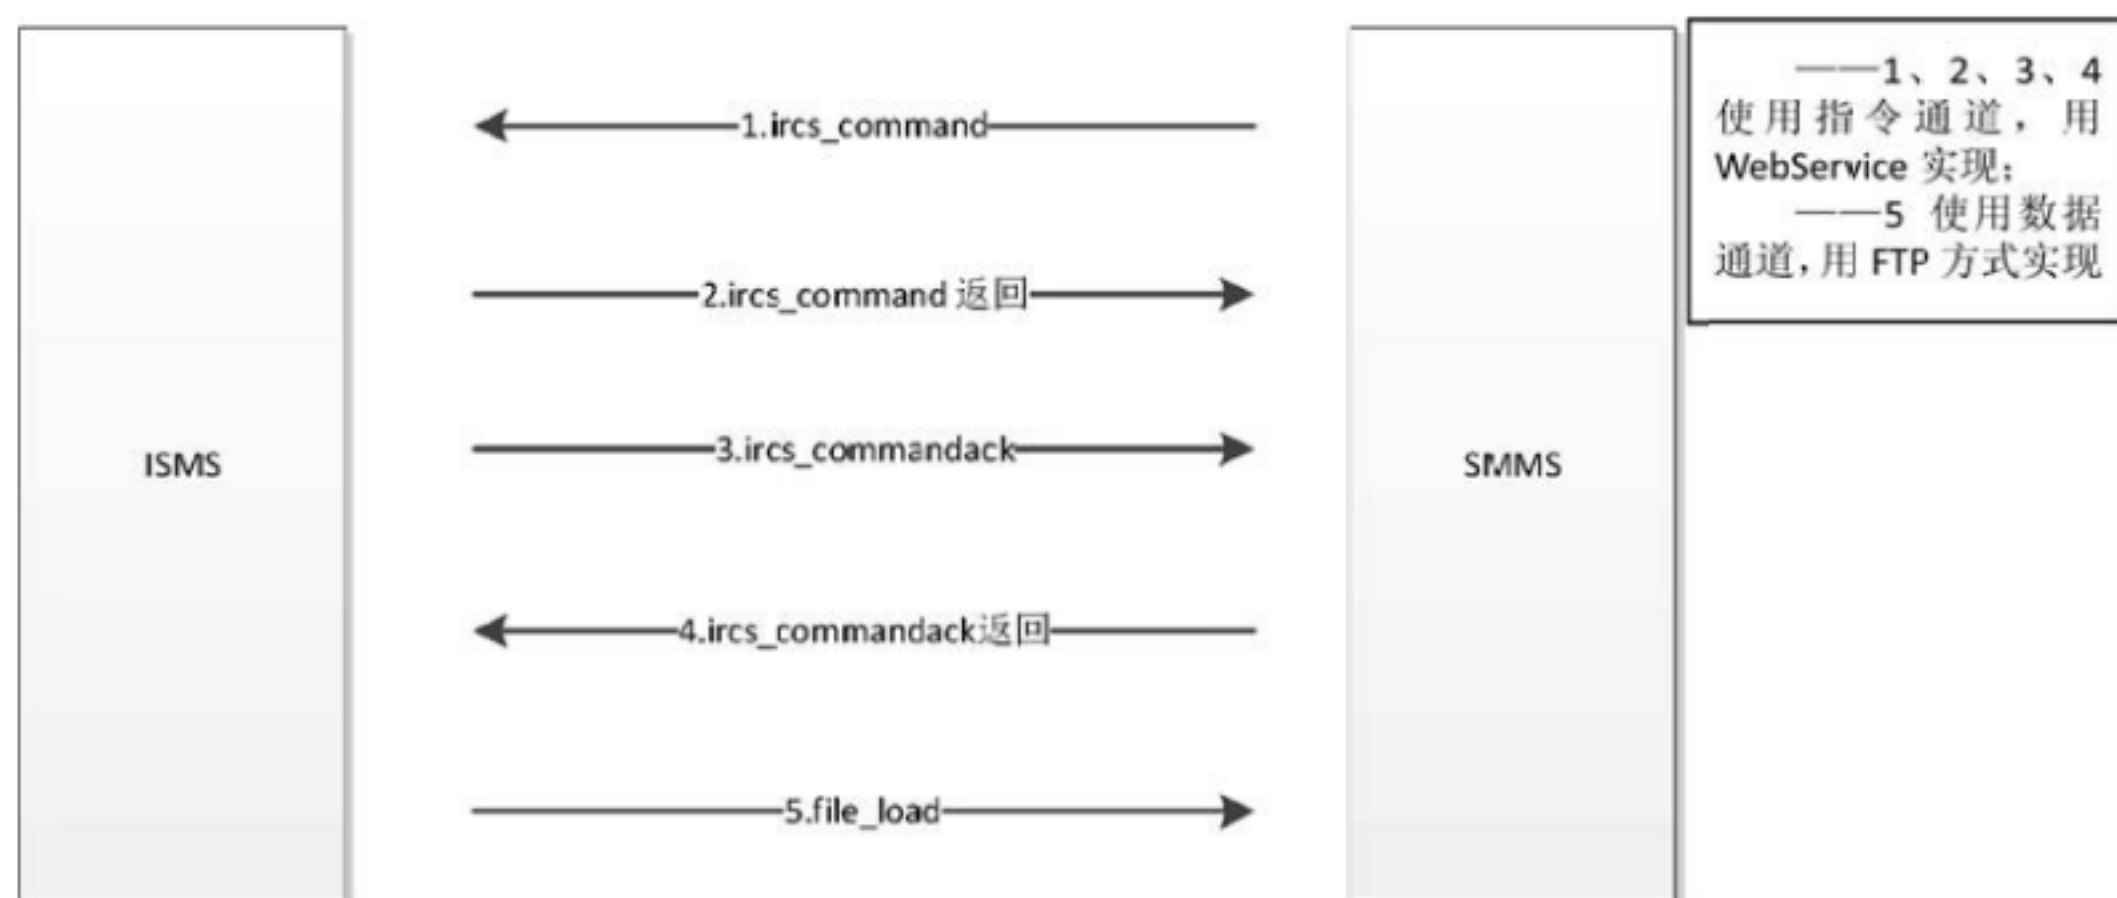 ——1、2、3、4
使用指令通道，用
WebService 实现；
——5 使用数据
通道，用 FTP 方式实现
1.ircs_command
2.ircs_command 返回
3.ircs_commandack
ISMS
SMMS
4.ircs_commandack返回
5.file_load